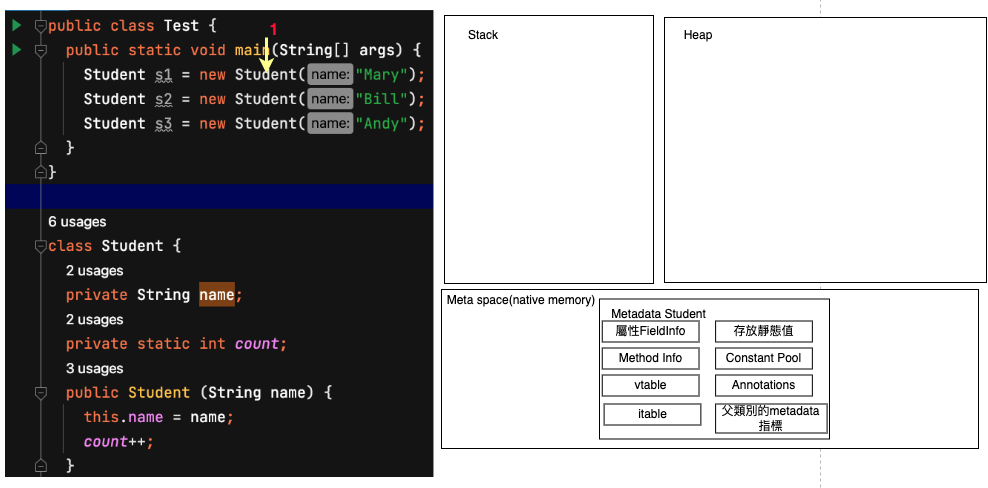 1
public class Test {
public static void main(String[] args) {
Student s1 = new Student( name: "Mary");
Student s2 = new Student( name: "Bill");
Student s3 = new Student( name: "Andy");
}
}
6 usages
class Student {
2 usages
private String name;
2 usages
private static int count;
3 usages
public Student (String name) {
this.name = name;
count++;
}
Stack
Heap
Meta space(native memory)
Metadata Student
屬性FieldInfo
存放靜態值
Method Info
Constant Pool
vtable
Annotations
itable
父類別的metadata
指標